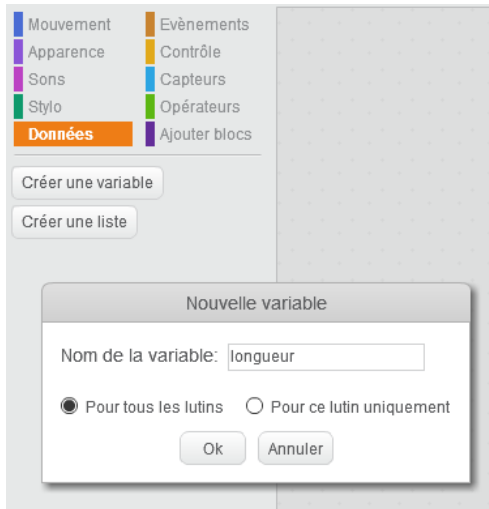 Mouvement Evènements
Apparence Contrôle
Sons Capteurs
Stylo Opérateurs
Données Ajouter blocs
Créer une variable
Créer une liste
Nouvelle variable
Nom de la variable: longueur
Pour tous les lutins Pour ce lutin uniquement
Ok Annuler